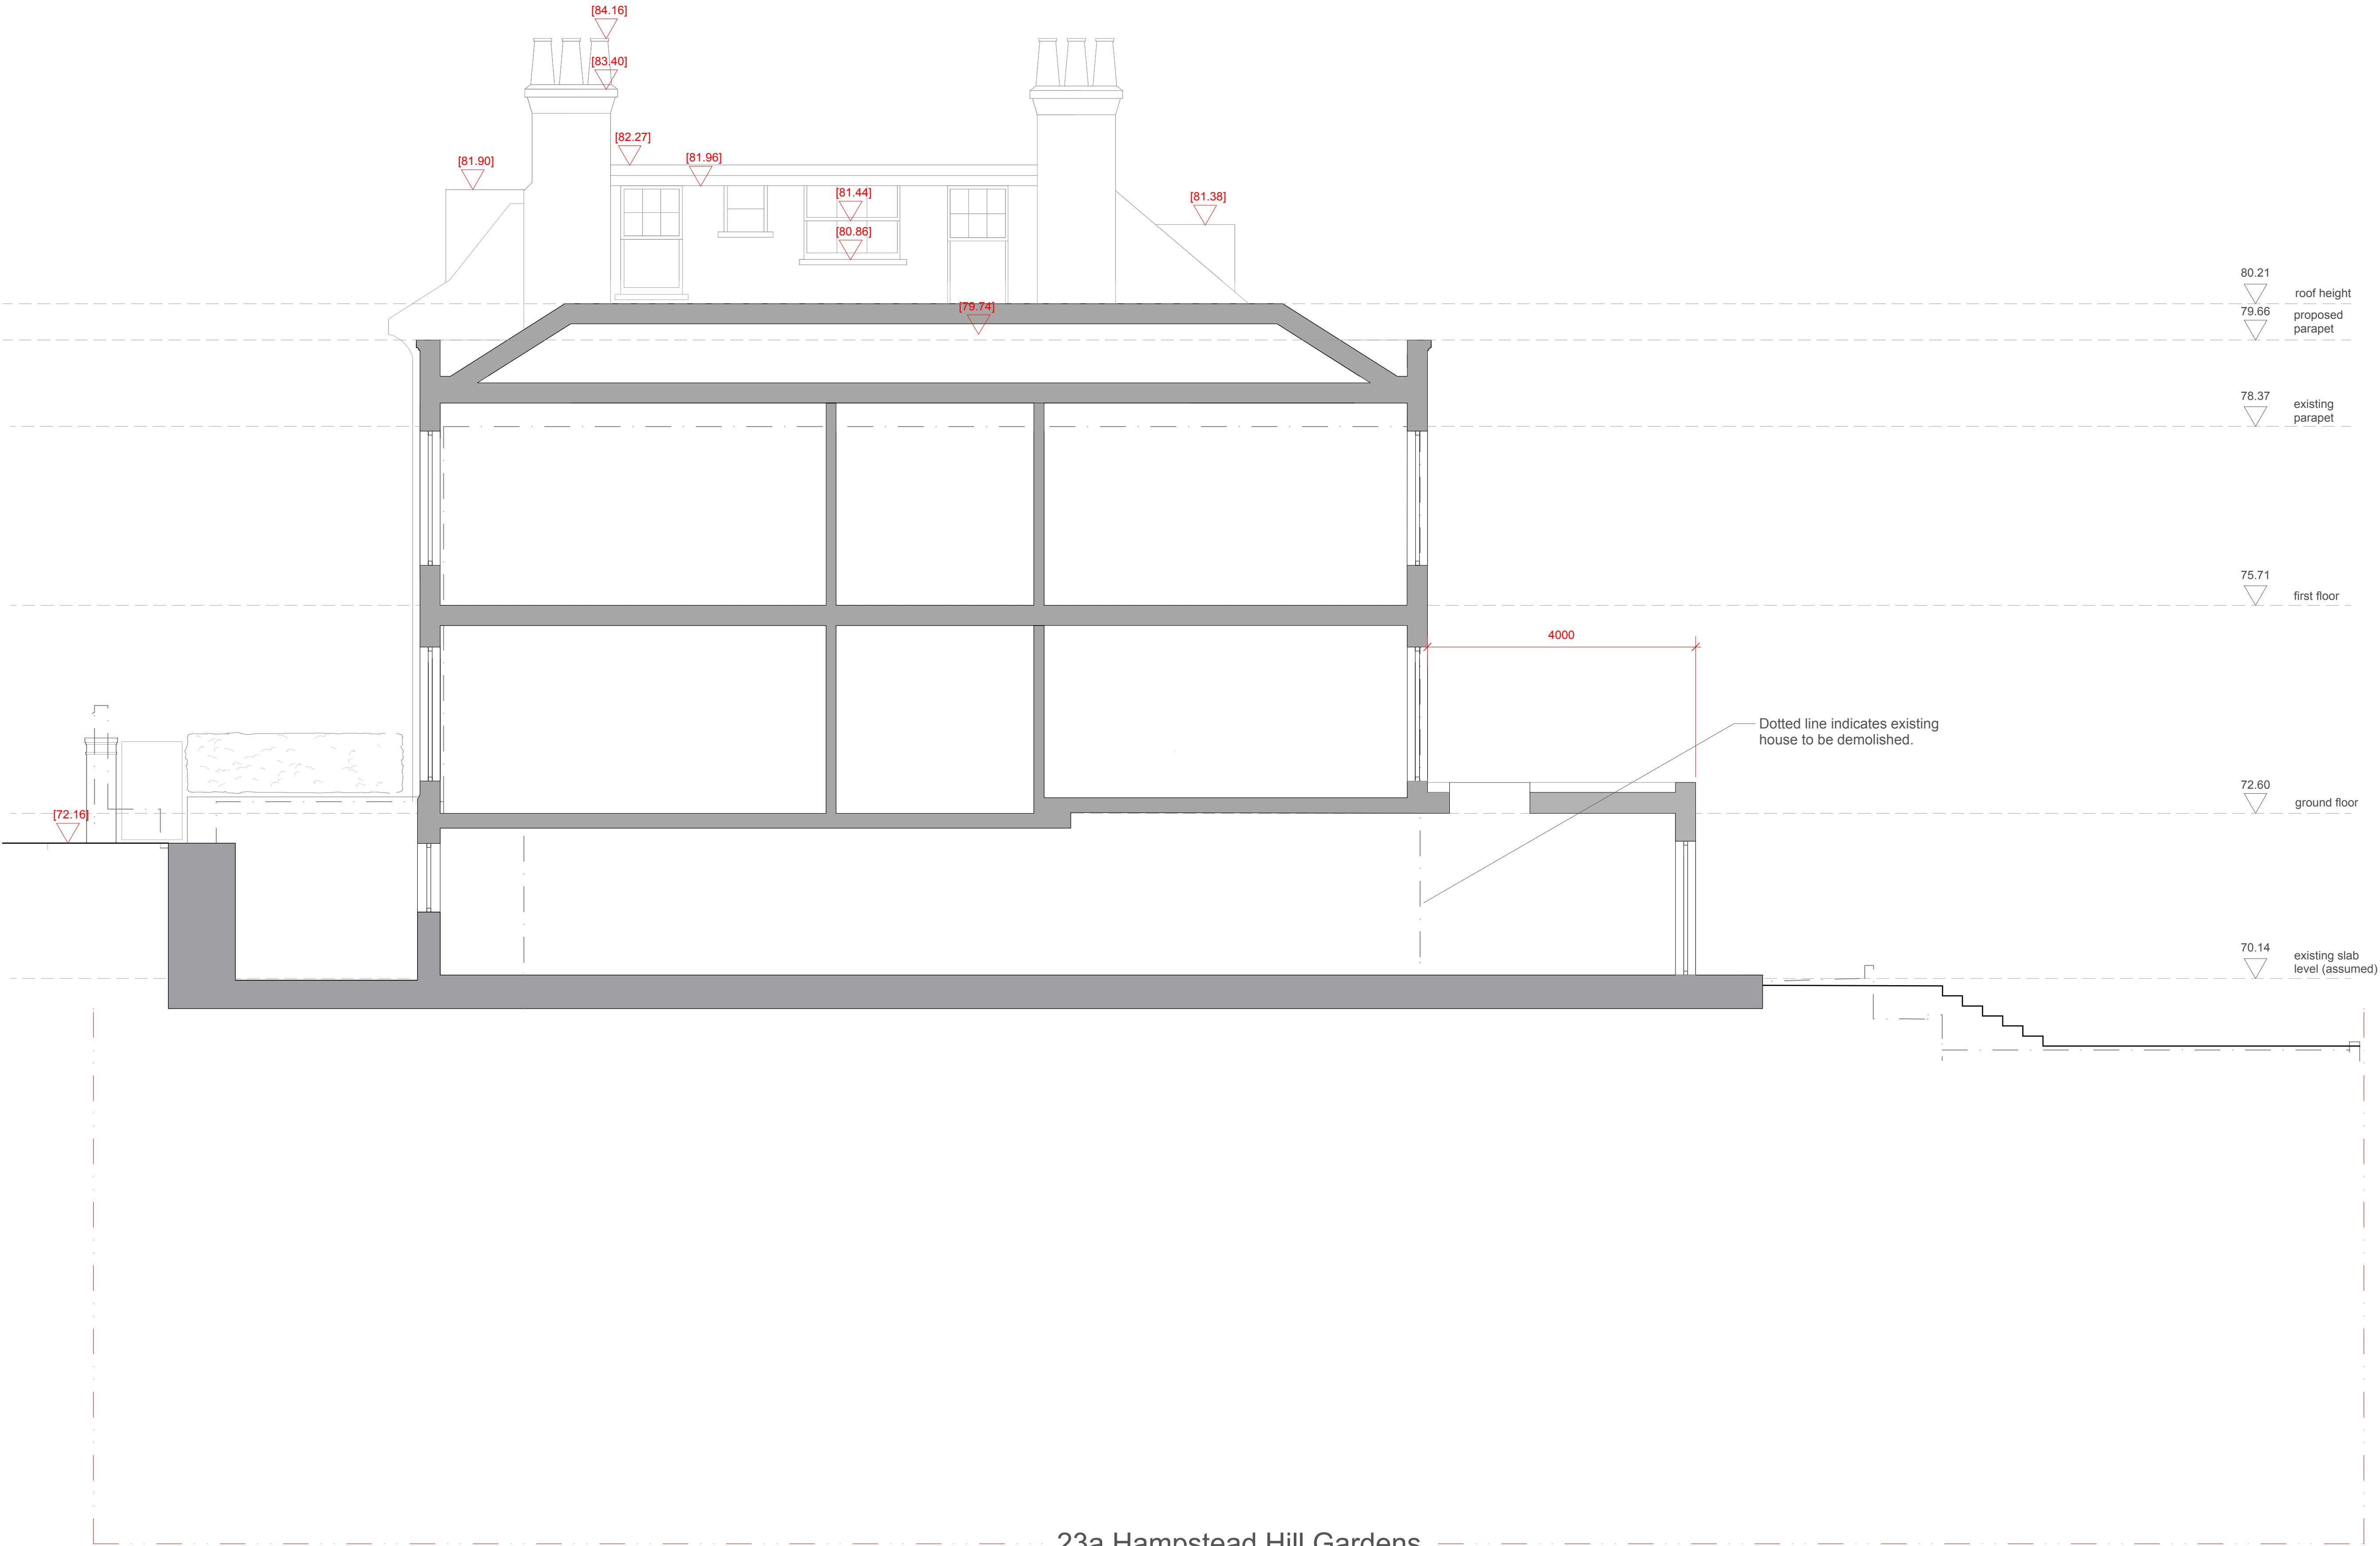 [84.16]
[83.40]
[82.27]
[81.96]
[81.90]
[81.44]
[81.38]
[80.86]
80.21
roof height
[79.74]
79.66
proposed
parapet
78.37
existing
parapet
75.71
first floor
4000
Dotted line indicates existing
house to be demolished.
72.60
ground floor
[72.16]
70.14
existing slab
level (assumed)
23a Hampstead Hill Gardens